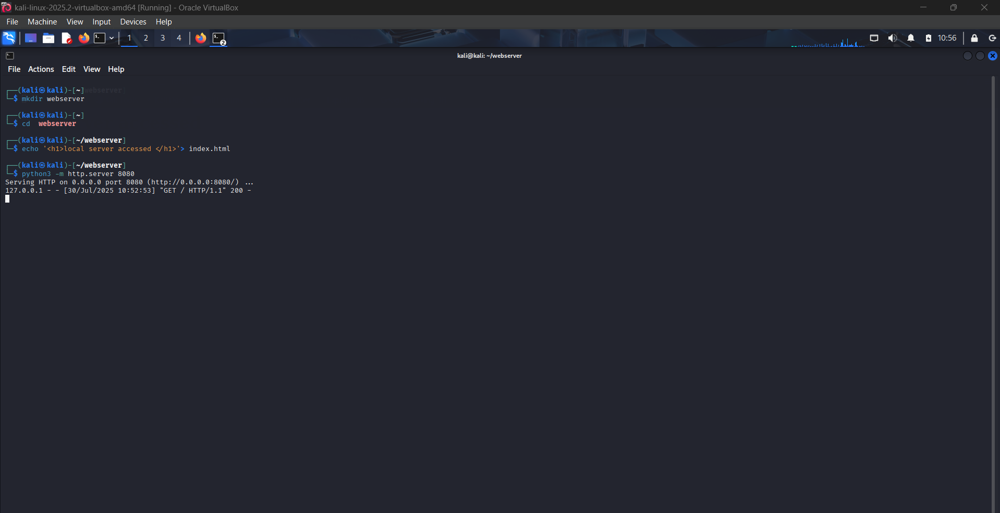 kali-linux-2025.2-virtualbox-amd64 [Running] - Oracle VirtualBox
File Machine View Input Devices Help
1 2 3 4 2 10:56
kali@kali: ~/webserver
File Actions Edit View Help
┌──(kali㉿kali)-[~]webserver]
└─$ mkdir webserver
┌──(kali㉿kali)-[~]
└─$ cd  webserver
┌──(kali㉿kali)-[~/webserver]
└─$ echo '<h1>local server accessed </h1>'> index.html
┌──(kali㉿kali)-[~/webserver]
└─$ python3 -m http.server 8080
Serving HTTP on 0.0.0.0 port 8080 (http://0.0.0.0:8080/) ...
127.0.0.1 - - [30/Jul/2025 10:52:53] "GET / HTTP/1.1" 200 -